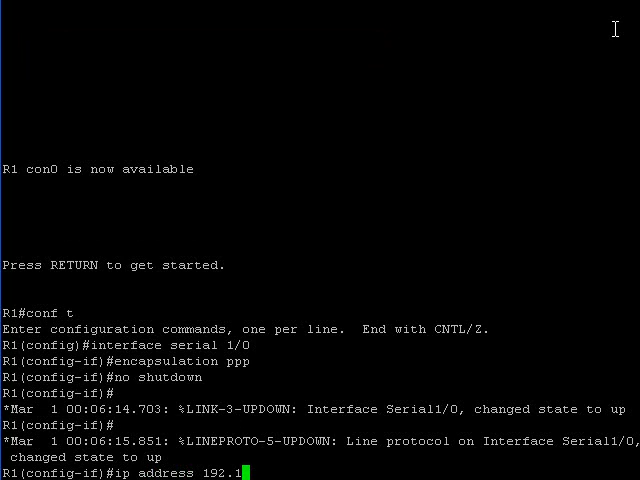 R1 con0 is now available
Press RETURN to get started.
R1#conf t
Enter configuration commands, one per line.  End with CNTL/Z.
R1(config)#interface serial 1/0
R1(config-if)#encapsulation ppp
R1(config-if)#no shutdown
R1(config-if)#
*Mar  1 00:06:14.703: %LINK-3-UPDOWN: Interface Serial1/0, changed state to up
R1(config-if)#
*Mar  1 00:06:15.851: %LINEPROTO-5-UPDOWN: Line protocol on Interface Serial1/0,
 changed state to up
R1(config-if)#ip address 192.1